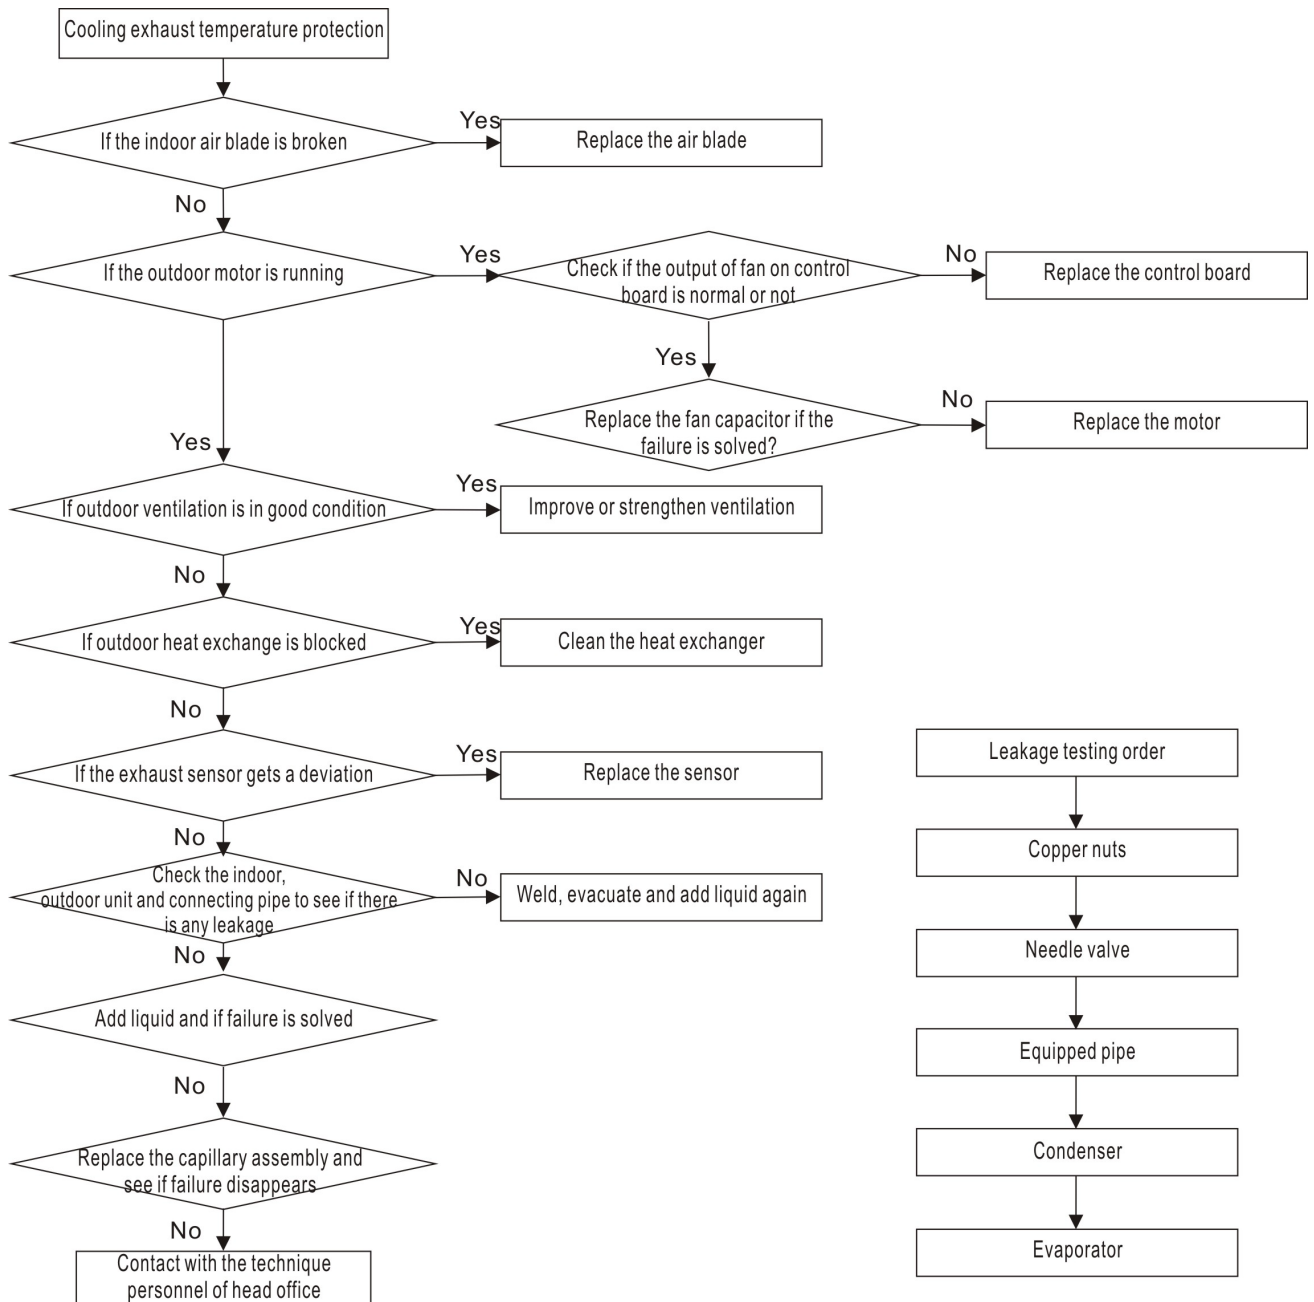 Cooling exhaust temperature protection
If the indoor air blade is broken
Yes
Replace the air blade
No
If the outdoor motor is running
Yes
Check if the output of fan on control
board is normal or not
No
Replace the control board
Yes
Replace the fan capacitor if the
failure is solved?
No
Replace the motor
Yes
If outdoor ventilation is in good condition
Yes
Improve or strengthen ventilation
No
If outdoor heat exchange is blocked
Yes
Clean the heat exchanger
No
If the exhaust sensor gets a deviation
Yes
Replace the sensor
No
Check the indoor,
outdoor unit and connecting pipe to see if there
is any leakage
No
Weld, evacuate and add liquid again
No
Add liquid and if failure is solved
No
Replace the capillary assembly and
see if failure disappears
No
Contact with the technique
personnel of head office
Leakage testing order
Copper nuts
Needle valve
Equipped pipe
Condenser
Evaporator